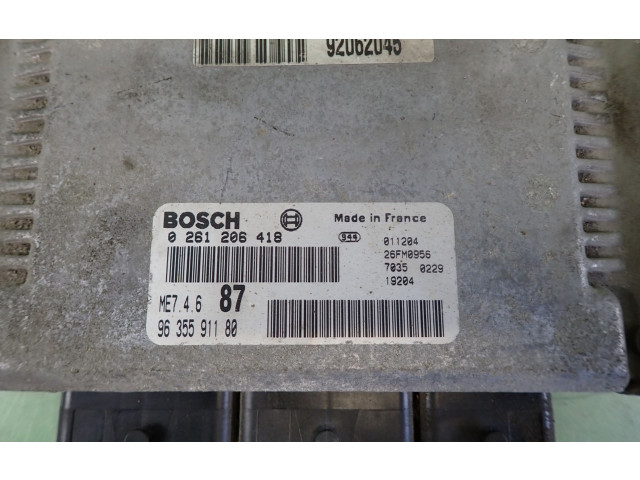 92062045
BOSCH Made in France
0 261 206 418 944 011204
26FM0956
7035 0229
19204
ME7.4.6 87
96 355 911 80